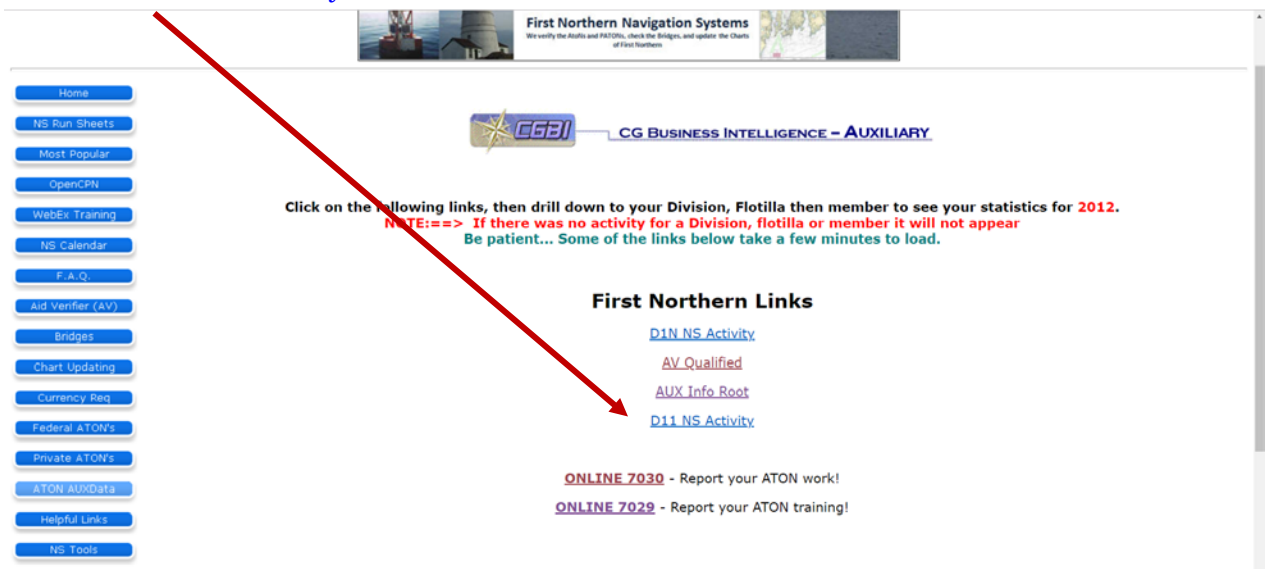 First Northern Navigation Systems
We verify the AtoNs and PATONs, check the Bridges, and update the Charts
of First Northern
Home
NS Run Sheets
Most Popular
OpenCPN
WebEx Training
NS Calendar
F.A.Q.
Aid Verifier (AV)
Bridges
Chart Updating
Currency Req
Federal ATON's
Private ATON's
ATON AUXData
Helpful Links
NS Tools
CGBI CG BUSINESS INTELLIGENCE – AUXILIARY
Click on the following links, then drill down to your Division, Flotilla then member to see your statistics for 2012.
NOTE:==> If there was no activity for a Division, flotilla or member it will not appear
Be patient... Some of the links below take a few minutes to load.
First Northern Links
D1N NS Activity
AV Qualified
AUX Info Root
D11 NS Activity
ONLINE 7030 - Report your ATON work!
ONLINE 7029 - Report your ATON training!